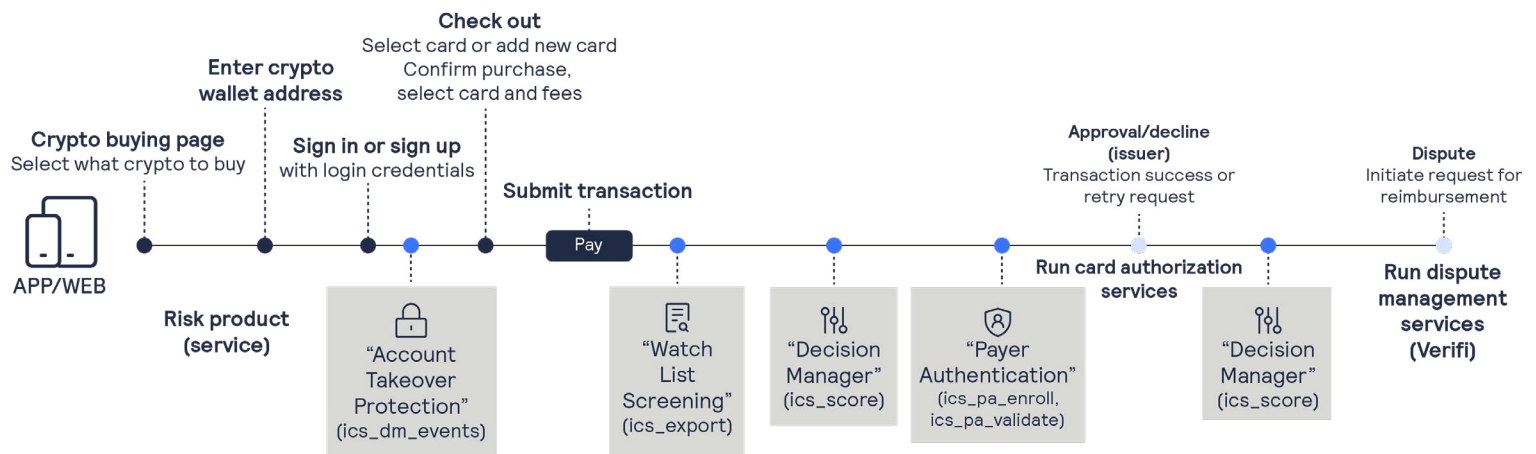 Check out
Select card or add new card
Confirm purchase,
select card and fees
Enter crypto
wallet address
Crypto buying page
Select what crypto to buy
Sign in or sign up
with login credentials
Submit transaction
Approval/decline
(issuer)
Transaction success or
retry request
Dispute
Initiate request for
reimbursement
APP/WEB
Pay
Risk product
(service)
“Account
Takeover
Protection”
(ics_dm_events)
“Watch
List
Screening”
(ics_export)
“Decision
Manager”
(ics_score)
“Payer
Authentication”
(ics_pa_enroll,
ics_pa_validate)
Run card authorization
services
“Decision
Manager”
(ics_score)
Run dispute
management
services
(Verifi)